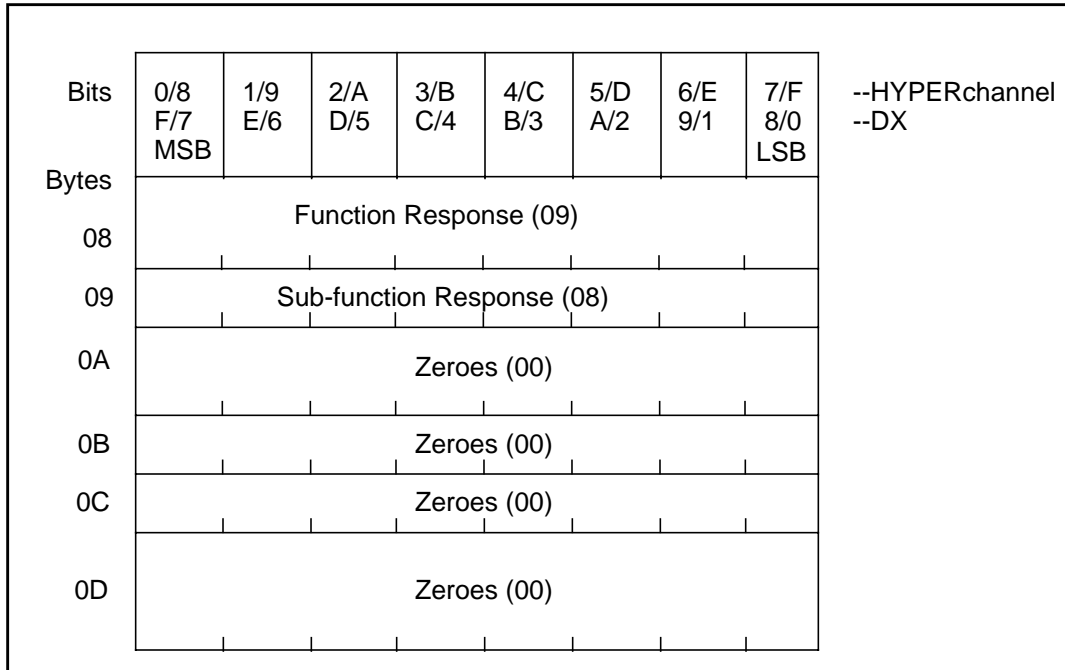 Bits 0/8 1/9 2/A 3/B 4/C 5/D 6/E 7/F --HYPERchannel
F/7 E/6 D/5 C/4 B/3 A/2 9/1 8/0 --DX
MSB LSB
Bytes
Function Response (09)
08
09 Sub-function Response (08)
0A Zeroes (00)
0B Zeroes (00)
0C Zeroes (00)
0D Zeroes (00)